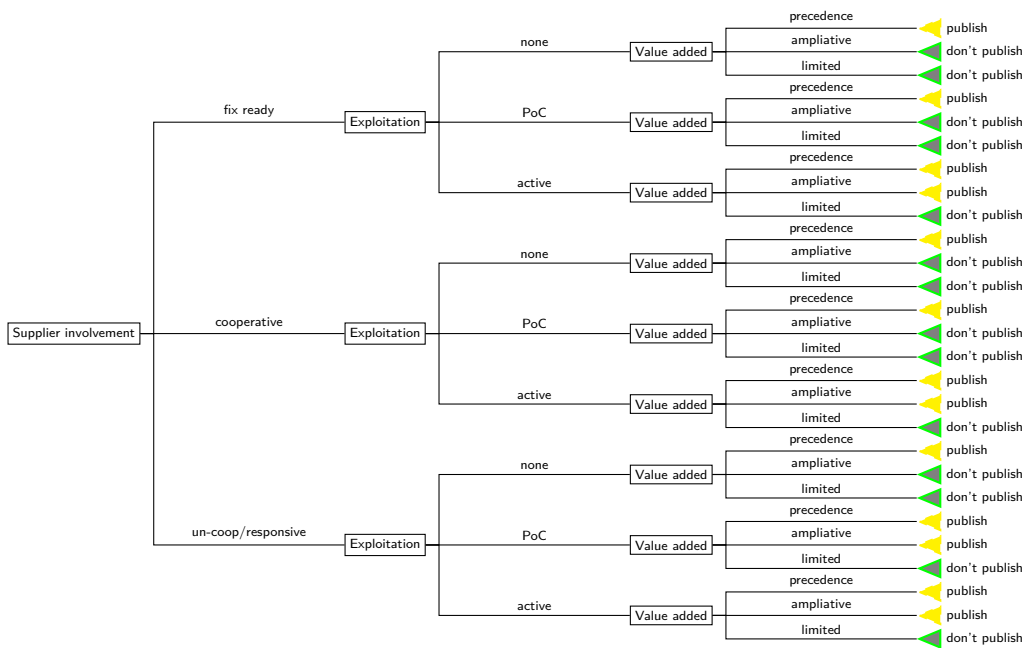 precedence
publish
none
ampliative
Value added
don't publish
limited
don't publish
fix ready
precedence
publish
Exploitation
PoC
ampliative
Value added
don't publish
limited
don't publish
precedence
publish
active
ampliative
Value added
publish
limited
don't publish
precedence
publish
none
ampliative
Value added
don't publish
limited
don't publish
Supplier involvement
cooperative
precedence
publish
Exploitation
PoC
ampliative
Value added
don't publish
limited
don't publish
precedence
publish
active
ampliative
Value added
publish
limited
don't publish
precedence
publish
none
ampliative
Value added
don't publish
limited
don't publish
un-coop/responsive
precedence
publish
Exploitation
PoC
ampliative
Value added
publish
limited
don't publish
precedence
publish
active
ampliative
Value added
publish
limited
don't publish